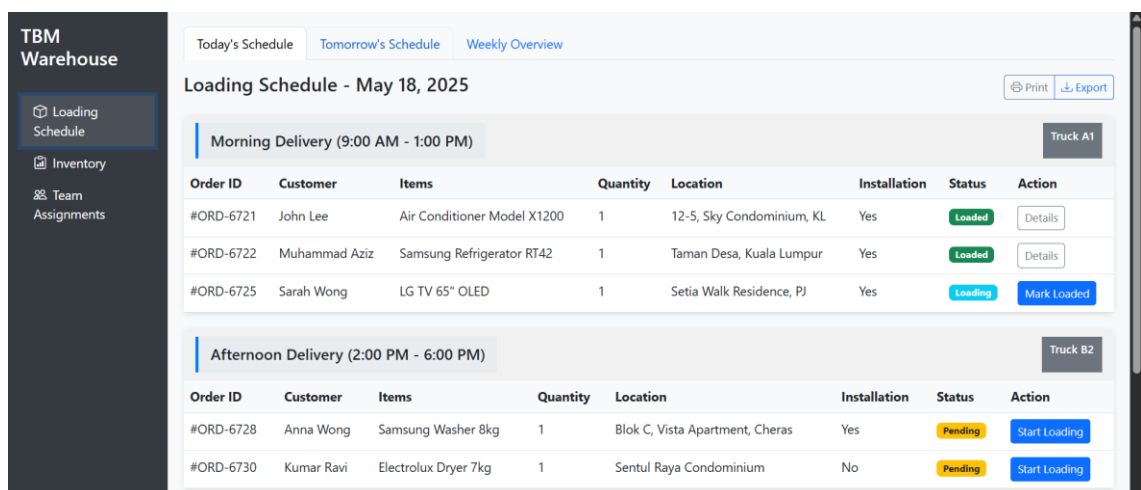 TBM
Warehouse
Loading
Schedule
Inventory
Team
Assignments
Today's Schedule Tomorrow's Schedule Weekly Overview
Loading Schedule - May 18, 2025
Print Export
Morning Delivery (9:00 AM - 1:00 PM) Truck A1
Order ID Customer Items Quantity Location Installation Status Action
#ORD-6721 John Lee Air Conditioner Model X1200 1 12-5, Sky Condominium, KL Yes Loaded Details
#ORD-6722 Muhammad Aziz Samsung Refrigerator RT42 1 Taman Desa, Kuala Lumpur Yes Loaded Details
#ORD-6725 Sarah Wong LG TV 65" OLED 1 Setia Walk Residence, PJ Yes Loading Mark Loaded
Afternoon Delivery (2:00 PM - 6:00 PM) Truck B2
Order ID Customer Items Quantity Location Installation Status Action
#ORD-6728 Anna Wong Samsung Washer 8kg 1 Blok C, Vista Apartment, Cheras Yes Pending Start Loading
#ORD-6730 Kumar Ravi Electrolux Dryer 7kg 1 Sentul Raya Condominium No Pending Start Loading